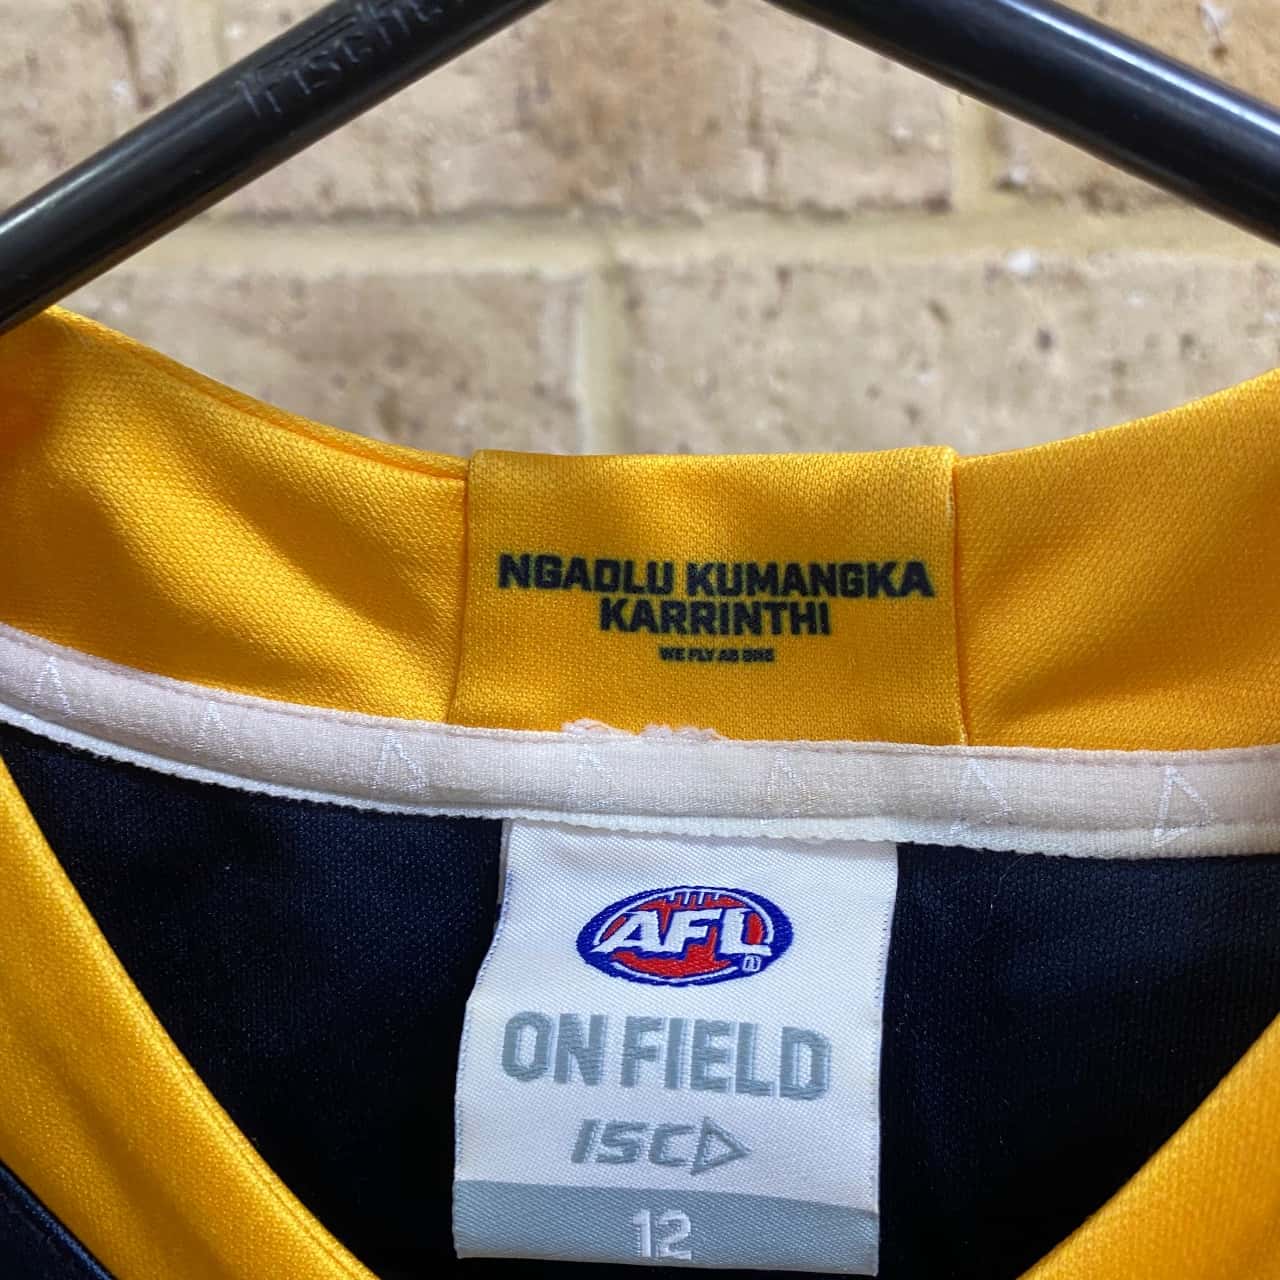 NGADLU KUMANGKA
KARRINTHI
WE FLY AS ONE
AFL
ON FIELD
ISC
12